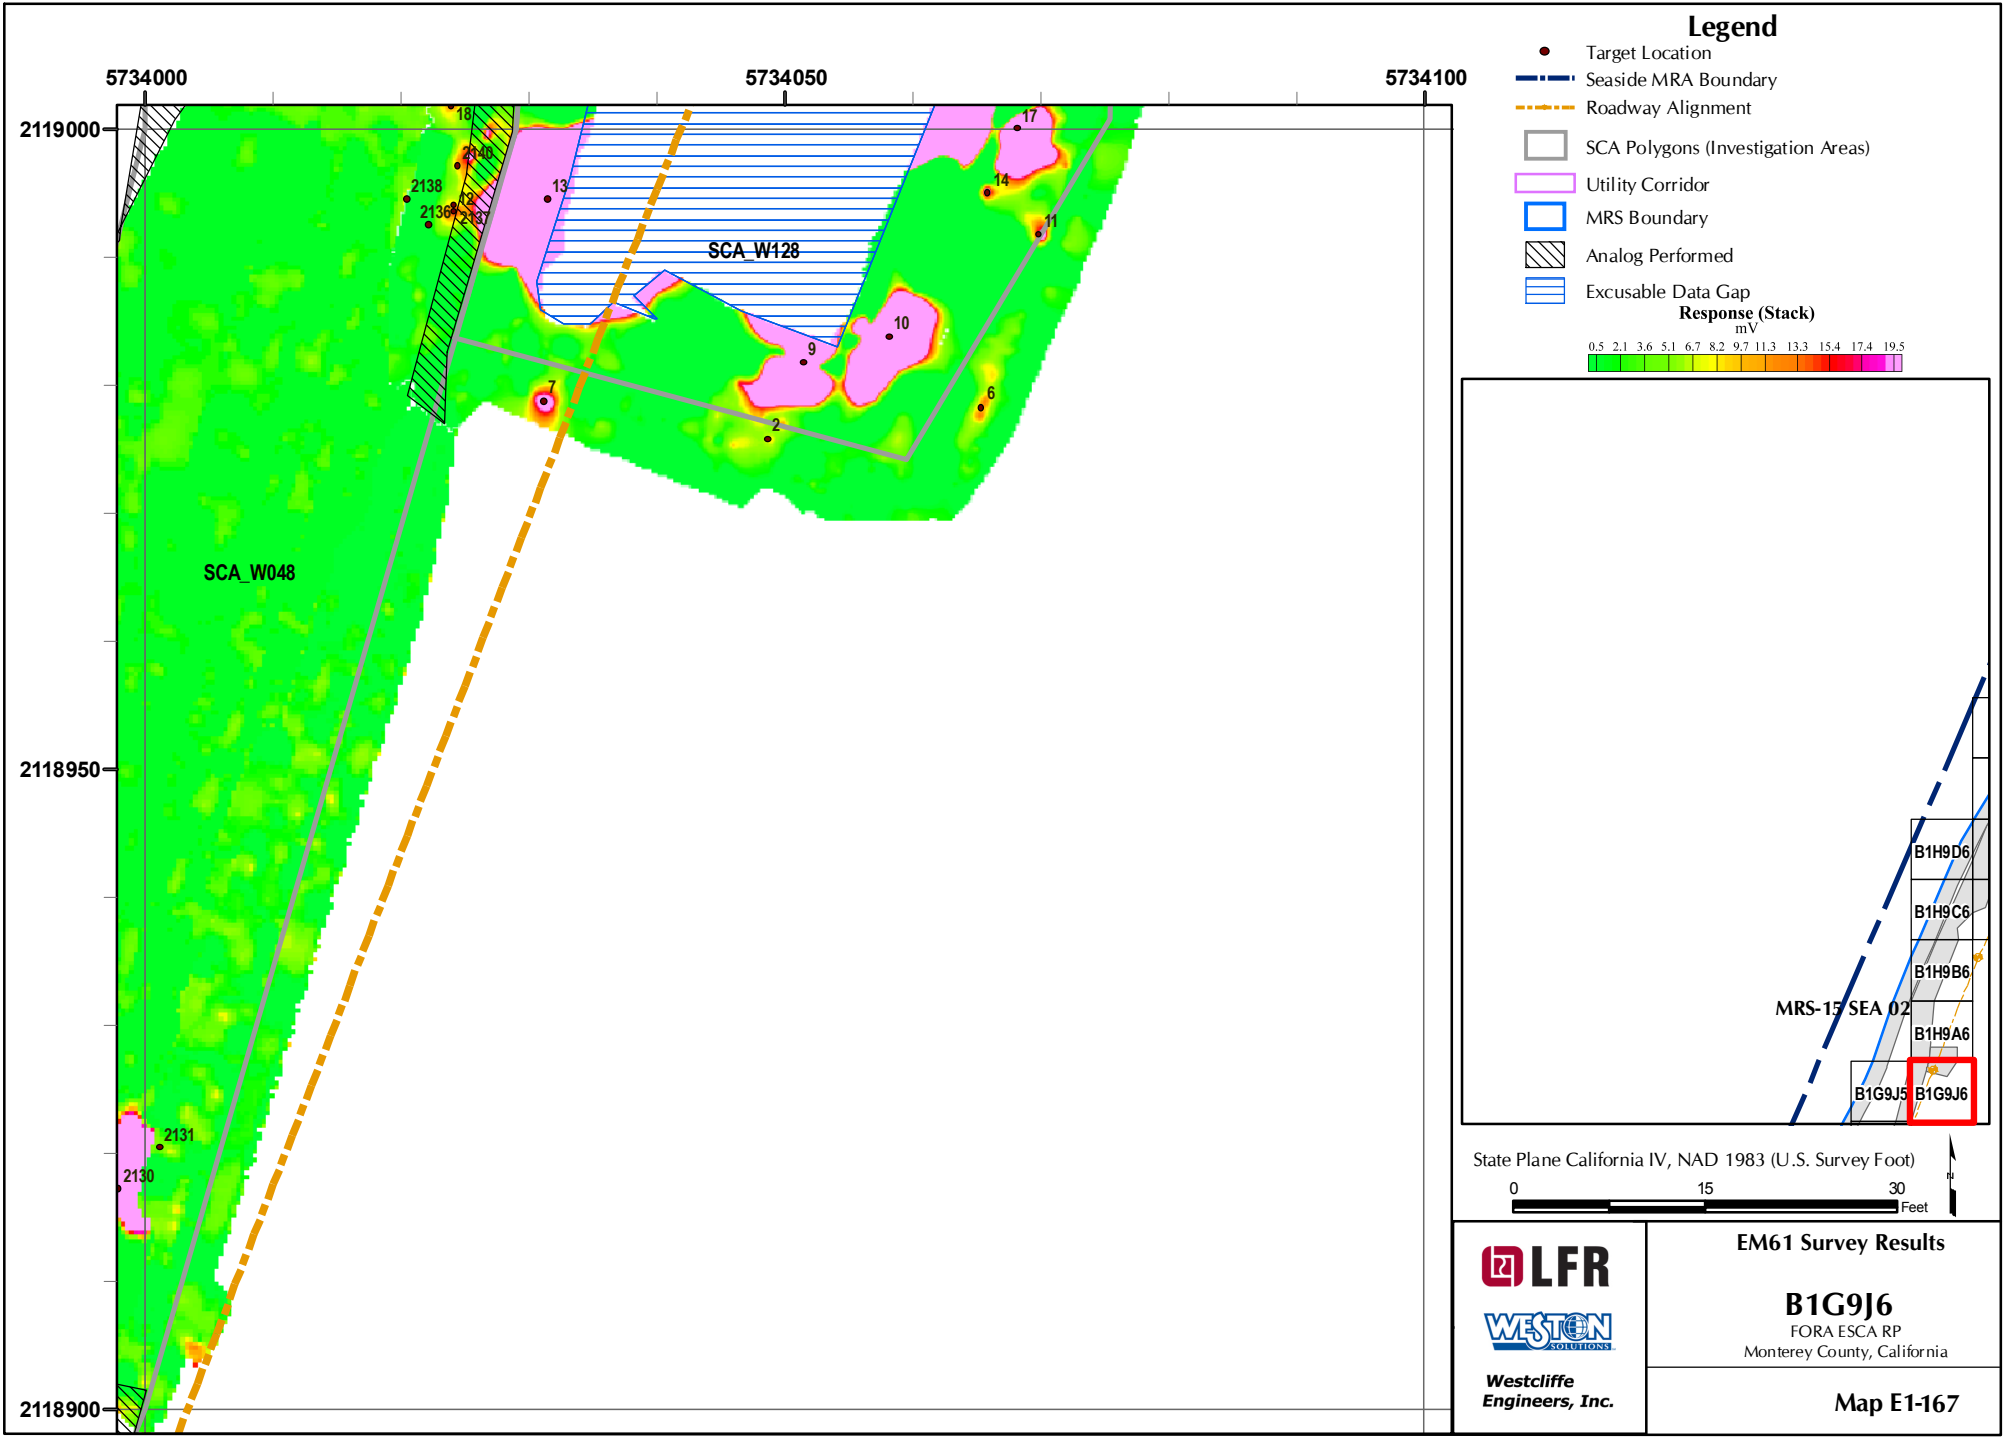 5734000
5734050
5734100
2119000
2118950
2118900
18
2140
2138
12
2136
2137
13
17
14
11
10
9
7
6
2
SCA_W128
SCA_W048
2131
2130
Legend
Target Location
Seaside MRA Boundary
Roadway Alignment
SCA Polygons (Investigation Areas)
Utility Corridor
MRS Boundary
Analog Performed
Excusable Data Gap
Response (Stack)
mV
0.5 2.1 3.6 5.1 6.7 8.2 9.7 11.3 13.3 15.4 17.4 19.5
B1H9D6
B1H9C6
B1H9B6
MRS-15 SEA 02
B1H9A6
B1G9J5
B1G9J6
State Plane California IV, NAD 1983 (U.S. Survey Foot)
0 15 30
Feet
N
LFR
WESTON
SOLUTIONS
Westcliffe
Engineers, Inc.
EM61 Survey Results
B1G9J6
FORA ESCA RP
Monterey County, California
Map E1-167